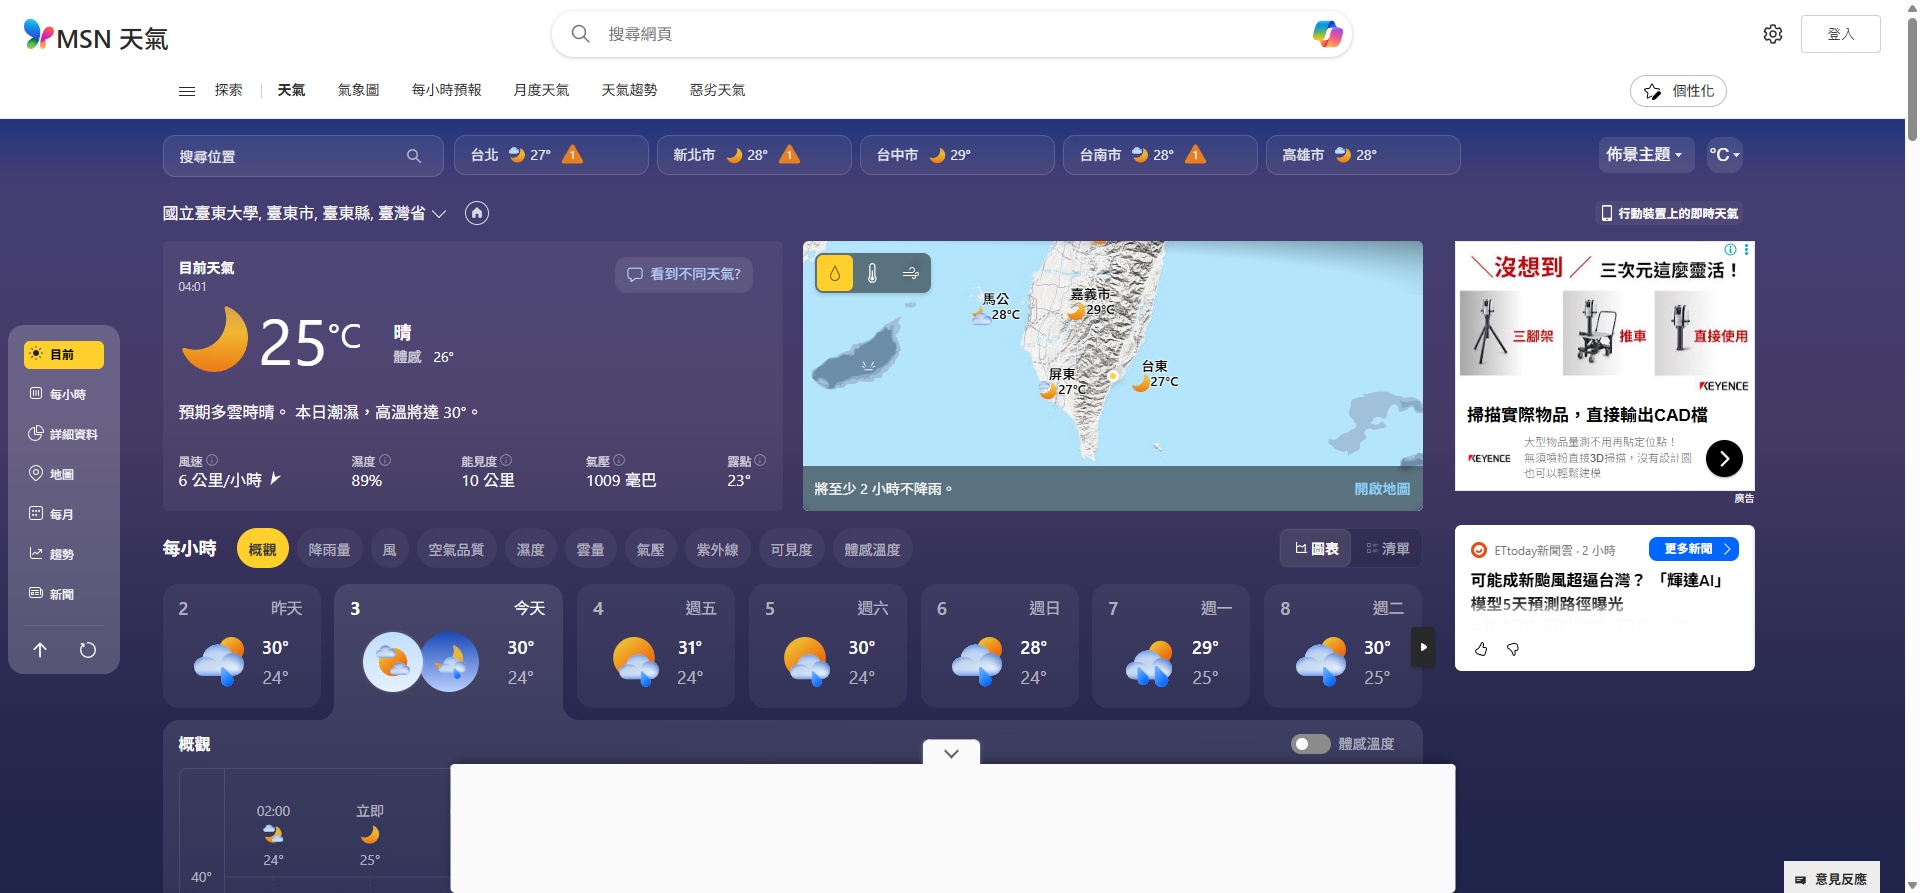 MSN 天氣
搜尋網頁
登入
探索
天氣
氣象圖
每小時預報
月度天氣
天氣趨勢
惡劣天氣
個性化
搜尋位置
台北 27° 1
新北市 28° 1
台中市 29°
台南市 28° 1
高雄市 28°
佈景主題
°C
國立臺東大學, 臺東市, 臺東縣, 臺灣省
行動裝置上的即時天氣
目前天氣
04:01
看到不同天氣?
25°C
晴
體感 26°
預期多雲時晴。 本日潮濕，高溫將達 30°。
風速
6 公里/小時
濕度
89%
能見度
10 公里
氣壓
1009 毫巴
露點
23°
馬公
28°C
嘉義市
29°C
屏東
27°C
台東
27°C
將至少 2 小時不降雨。
開啟地圖
沒想到 三次元這麼靈活！
三腳架
推車
直接使用
KEYENCE
掃描實際物品，直接輸出CAD檔
KEYENCE
大型物品量測不用再貼定位點！
無須噴粉直接3D掃描，沒有設計圖
也可以輕鬆建模
廣告
目前
每小時
詳細資料
地圖
每月
趨勢
新聞
每小時
概觀
降雨量
風
空氣品質
濕度
雲量
氣壓
紫外線
可見度
體感溫度
圖表
清單
2 昨天
30°
24°
3 今天
30°
24°
4 週五
31°
24°
5 週六
30°
24°
6 週日
28°
24°
7 週一
29°
25°
8 週二
30°
25°
ETtoday新聞雲 · 2 小時
更多新聞
可能成新颱風超逼台灣？ 「輝達AI」
模型5天預測路徑曝光
概觀
體感溫度
02:00
24°
立即
25°
40°
意見反應